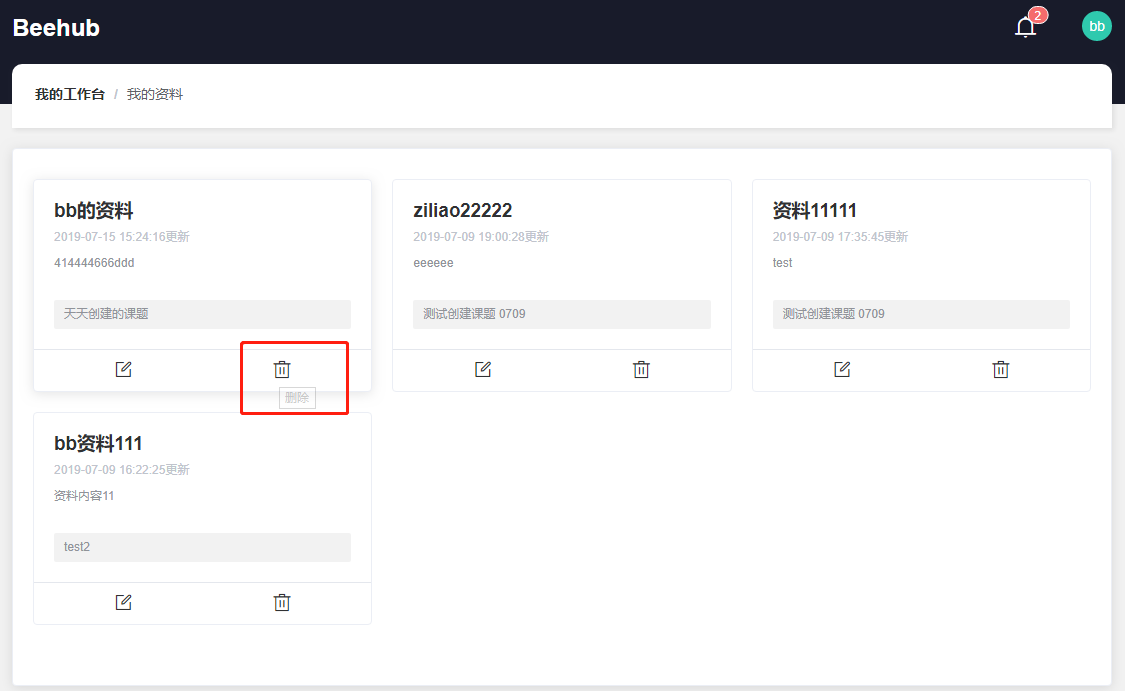 Beehub
2
bb
我的工作台 / 我的资料
bb的资料
2019-07-15 15:24:16更新
414444666ddd
天天创建的课题
删除
ziliao22222
2019-07-09 19:00:28更新
eeeeee
测试创建课题 0709
资料11111
2019-07-09 17:35:45更新
test
测试创建课题 0709
bb资料111
2019-07-09 16:22:25更新
资料内容11
test2